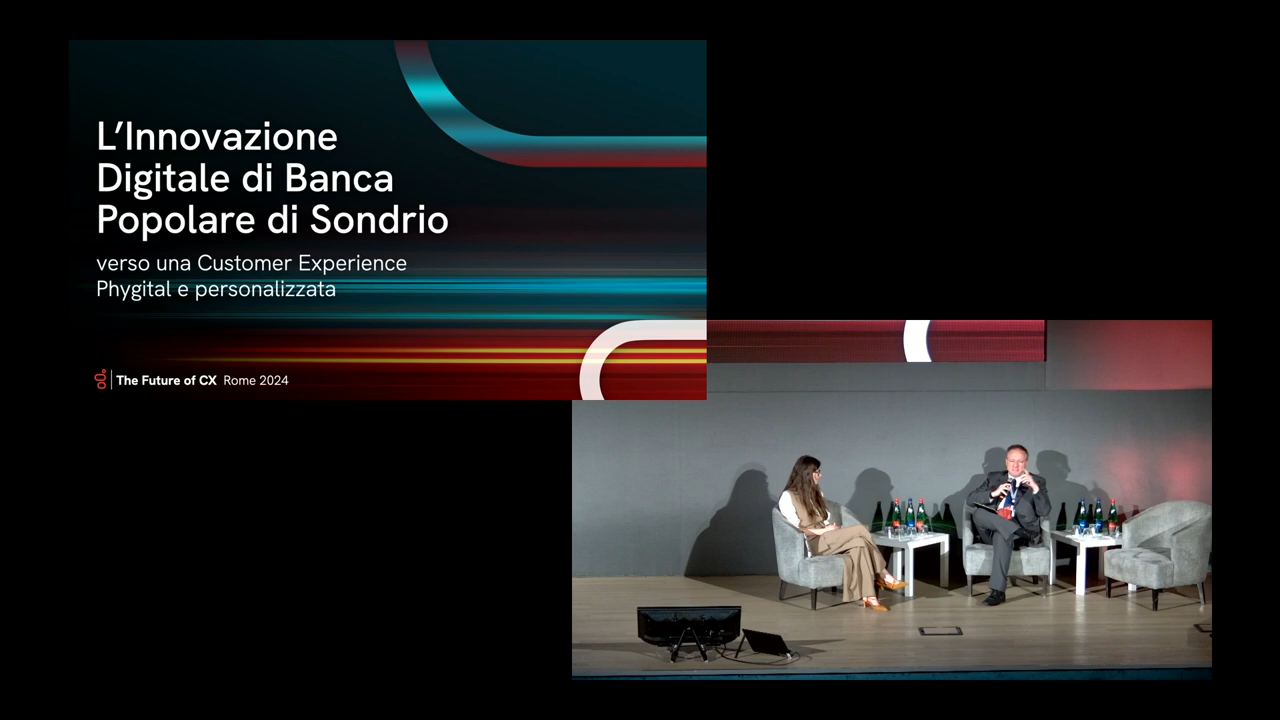 L’Innovazione
Digitale di Banca
Popolare di Sondrio
verso una Customer Experience
Phygital e personalizzata
The Future of CX Rome 2024